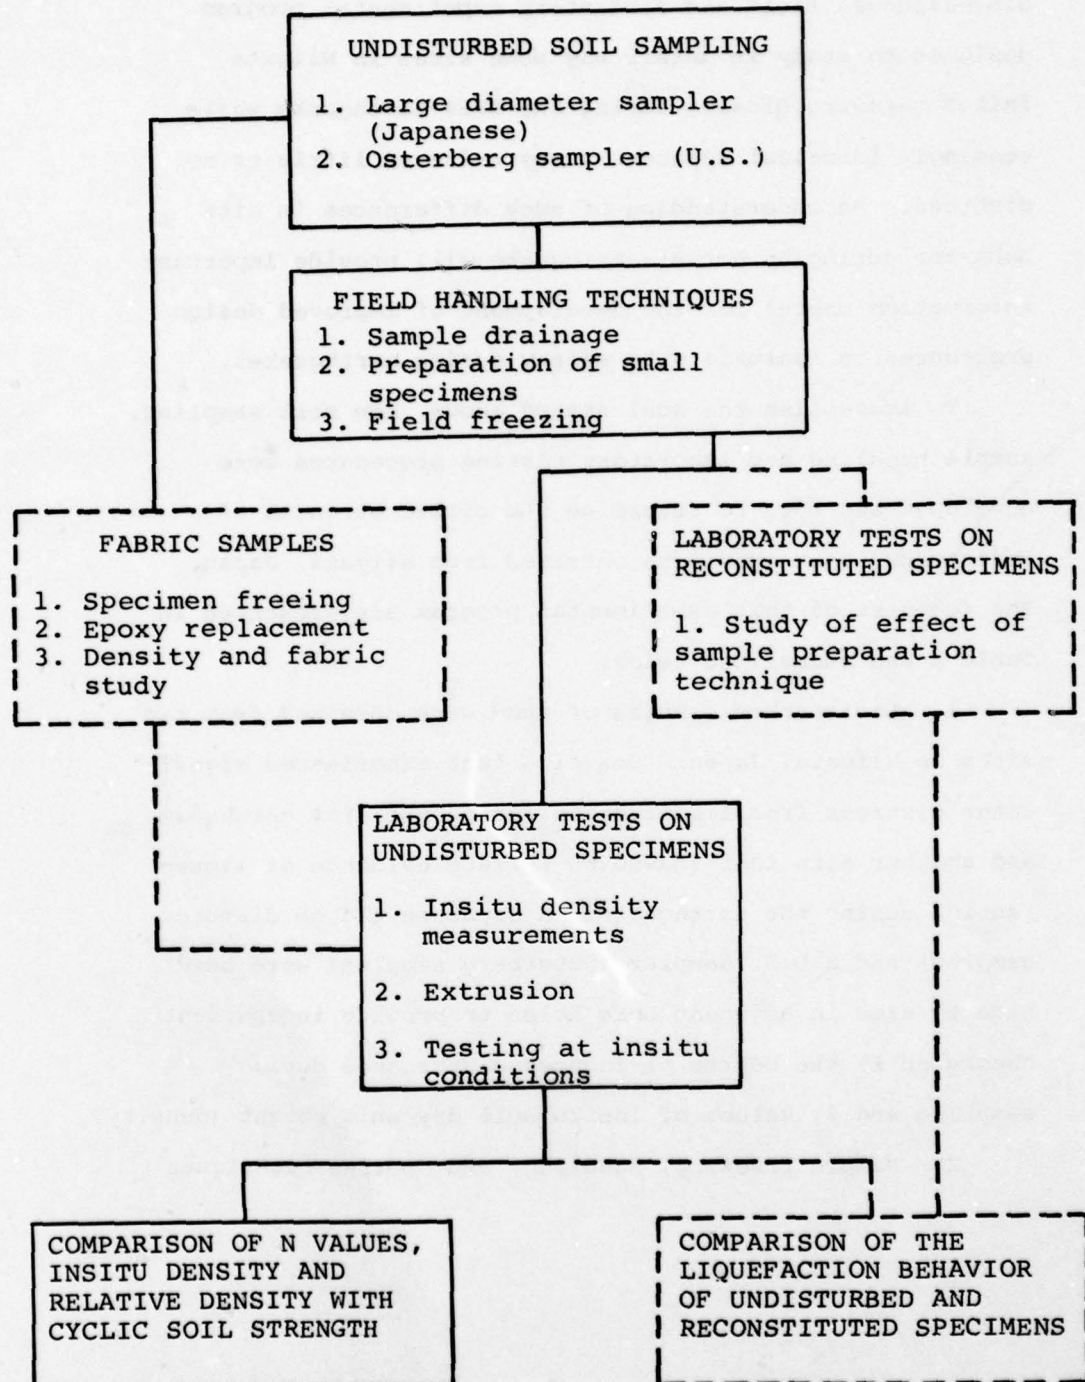 UNDISTURBED SOIL SAMPLING
1. Large diameter sampler
(Japanese)
2. Osterberg sampler (U.S.)
FIELD HANDLING TECHNIQUES
1. Sample drainage
2. Preparation of small
specimens
3. Field freezing
FABRIC SAMPLES
1. Specimen freeing
2. Epoxy replacement
3. Density and fabric
study
LABORATORY TESTS ON
RECONSTITUTED SPECIMENS
1. Study of effect of
sample preparation
technique
LABORATORY TESTS ON
UNDISTURBED SPECIMENS
1. Insitu density
measurements
2. Extrusion
3. Testing at insitu
conditions
COMPARISON OF N VALUES,
INSITU DENSITY AND
RELATIVE DENSITY WITH
CYCLIC SOIL STRENGTH
COMPARISON OF THE
LIQUEFACTION BEHAVIOR
OF UNDISTURBED AND
RECONSTITUTED SPECIMENS